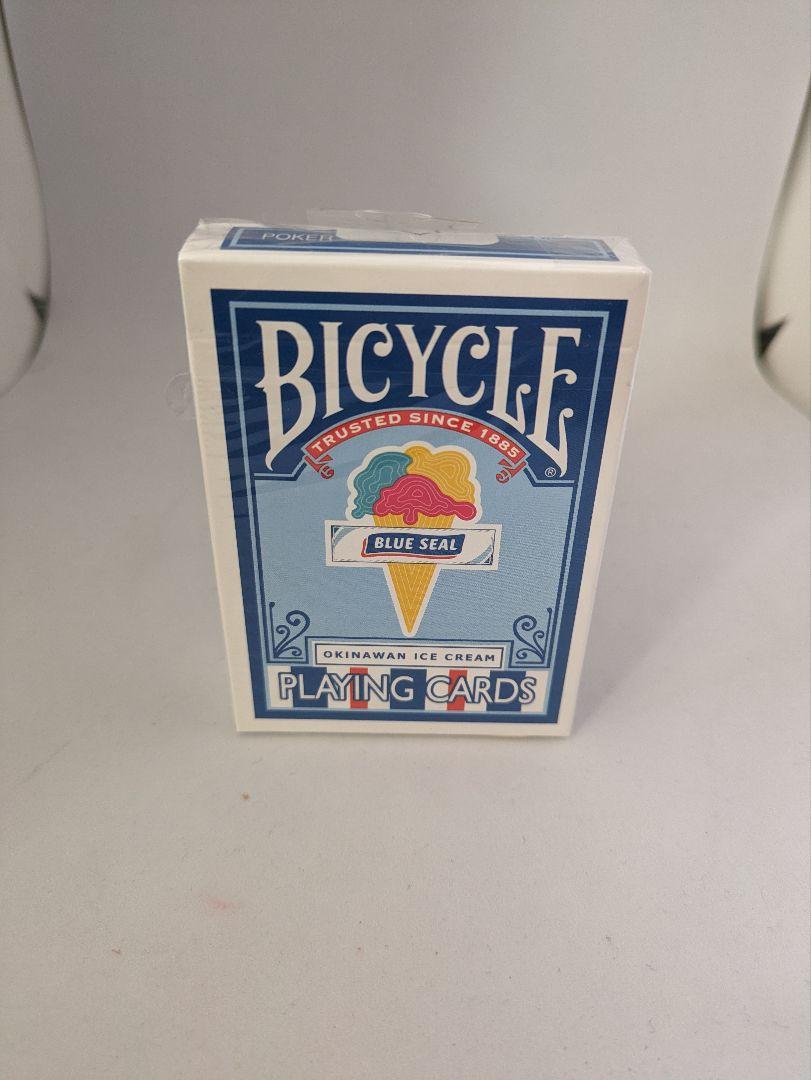 POKER
BICYCLE
TRUSTED SINCE 1885
®
BLUE SEAL
OKINAWAN ICE CREAM
PLAYING CARDS